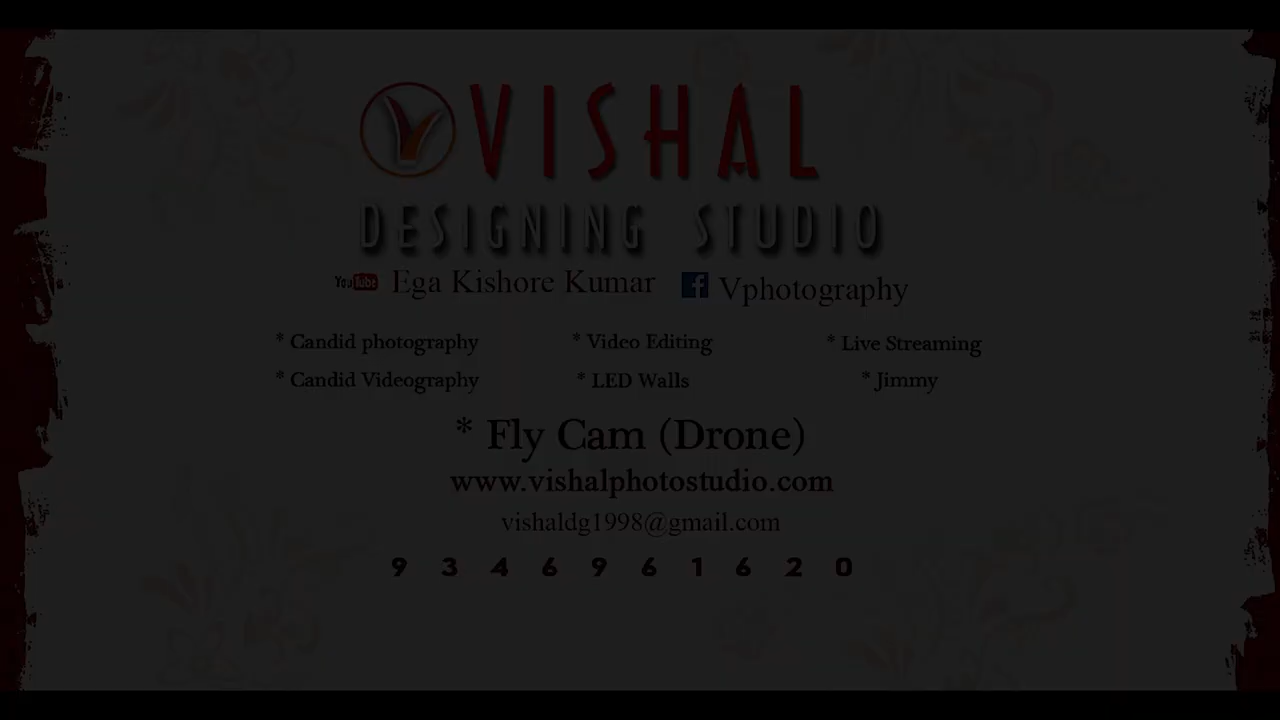 VISHAL
DESIGNING STUDIO
YouTube Ega Kishore Kumar f Vphotography
* Candid photography * Video Editing * Live Streaming
* Candid Videography * LED Walls * Jimmy
* Fly Cam (Drone)
www.vishalphotostudio.com
vishaldg1998@gmail.com
9 3 4 6 9 6 1 6 2 0